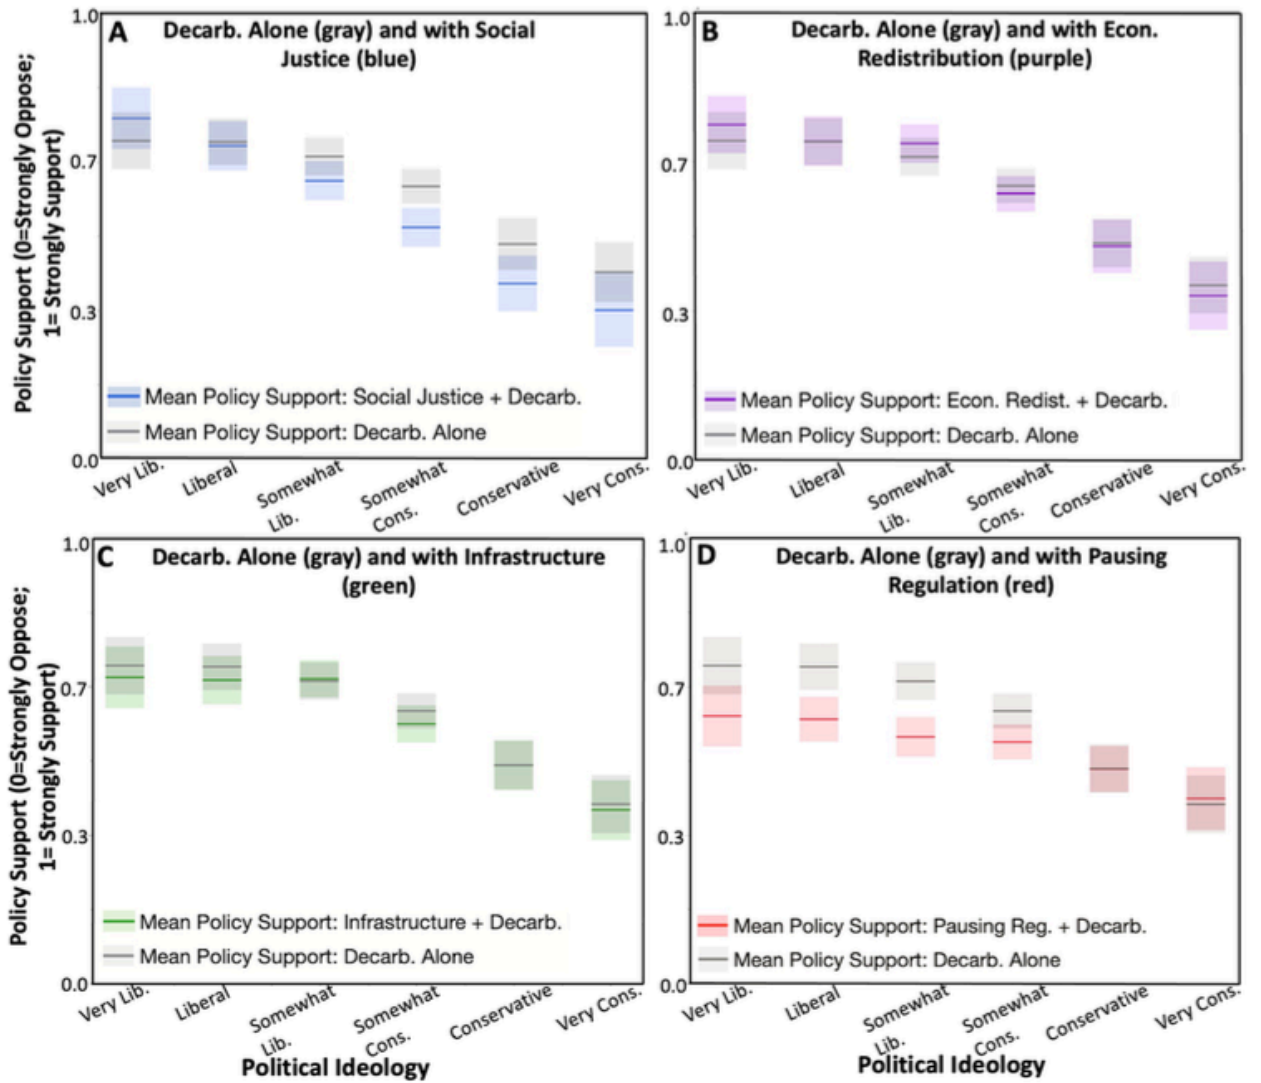 A
Decarb. Alone (gray) and with Social
Justice (blue)
Policy Support (0=Strongly Oppose;
1= Strongly Support)
1.0
0.7
0.3
0.0
Mean Policy Support: Social Justice + Decarb.
Mean Policy Support: Decarb. Alone
Very Lib.
Liberal
Somewhat
Lib.
Somewhat
Cons.
Conservative
Very Cons.
B
Decarb. Alone (gray) and with Econ.
Redistribution (purple)
1.0
0.7
0.3
0.0
Mean Policy Support: Econ. Redist. + Decarb.
Mean Policy Support: Decarb. Alone
Very Lib.
Liberal
Somewhat
Lib.
Somewhat
Cons.
Conservative
Very Cons.
C
Decarb. Alone (gray) and with Infrastructure
(green)
Policy Support (0=Strongly Oppose;
1= Strongly Support)
1.0
0.7
0.3
0.0
Mean Policy Support: Infrastructure + Decarb.
Mean Policy Support: Decarb. Alone
Very Lib.
Liberal
Somewhat
Lib.
Somewhat
Cons.
Conservative
Very Cons.
Political Ideology
D
Decarb. Alone (gray) and with Pausing
Regulation (red)
1.0
0.7
0.3
0.0
Mean Policy Support: Pausing Reg. + Decarb.
Mean Policy Support: Decarb. Alone
Very Lib.
Liberal
Somewhat
Lib.
Somewhat
Cons.
Conservative
Very Cons.
Political Ideology